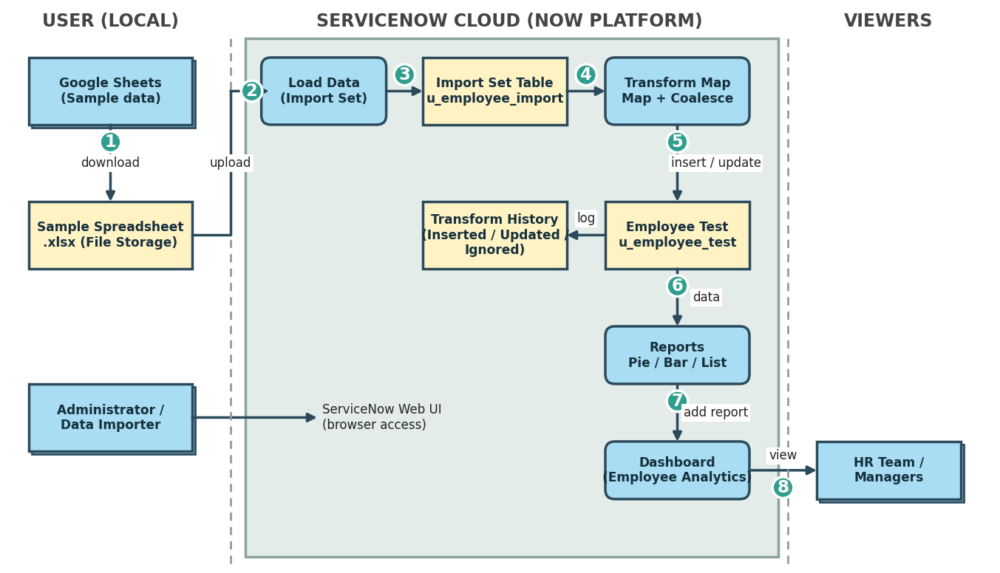 USER (LOCAL)
SERVICENOW CLOUD (NOW PLATFORM)
VIEWERS
Google Sheets
(Sample data)
2
Load Data
(Import Set)
3
Import Set Table
u_employee_import
4
Transform Map
Map + Coalesce
1
download
upload
5
insert / update
Sample Spreadsheet
.xlsx (File Storage)
Transform History
(Inserted / Updated /
Ignored)
log
Employee Test
u_employee_test
6
data
Reports
Pie / Bar / List
7
add report
Administrator /
Data Importer
ServiceNow Web UI
(browser access)
Dashboard
(Employee Analytics)
view
8
HR Team /
Managers